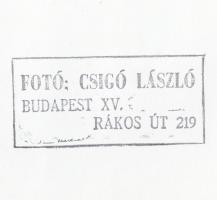 FOTÓ: CSIGÓ LÁSZLÓ
BUDAPEST XV.
RÁKOS ÚT 219